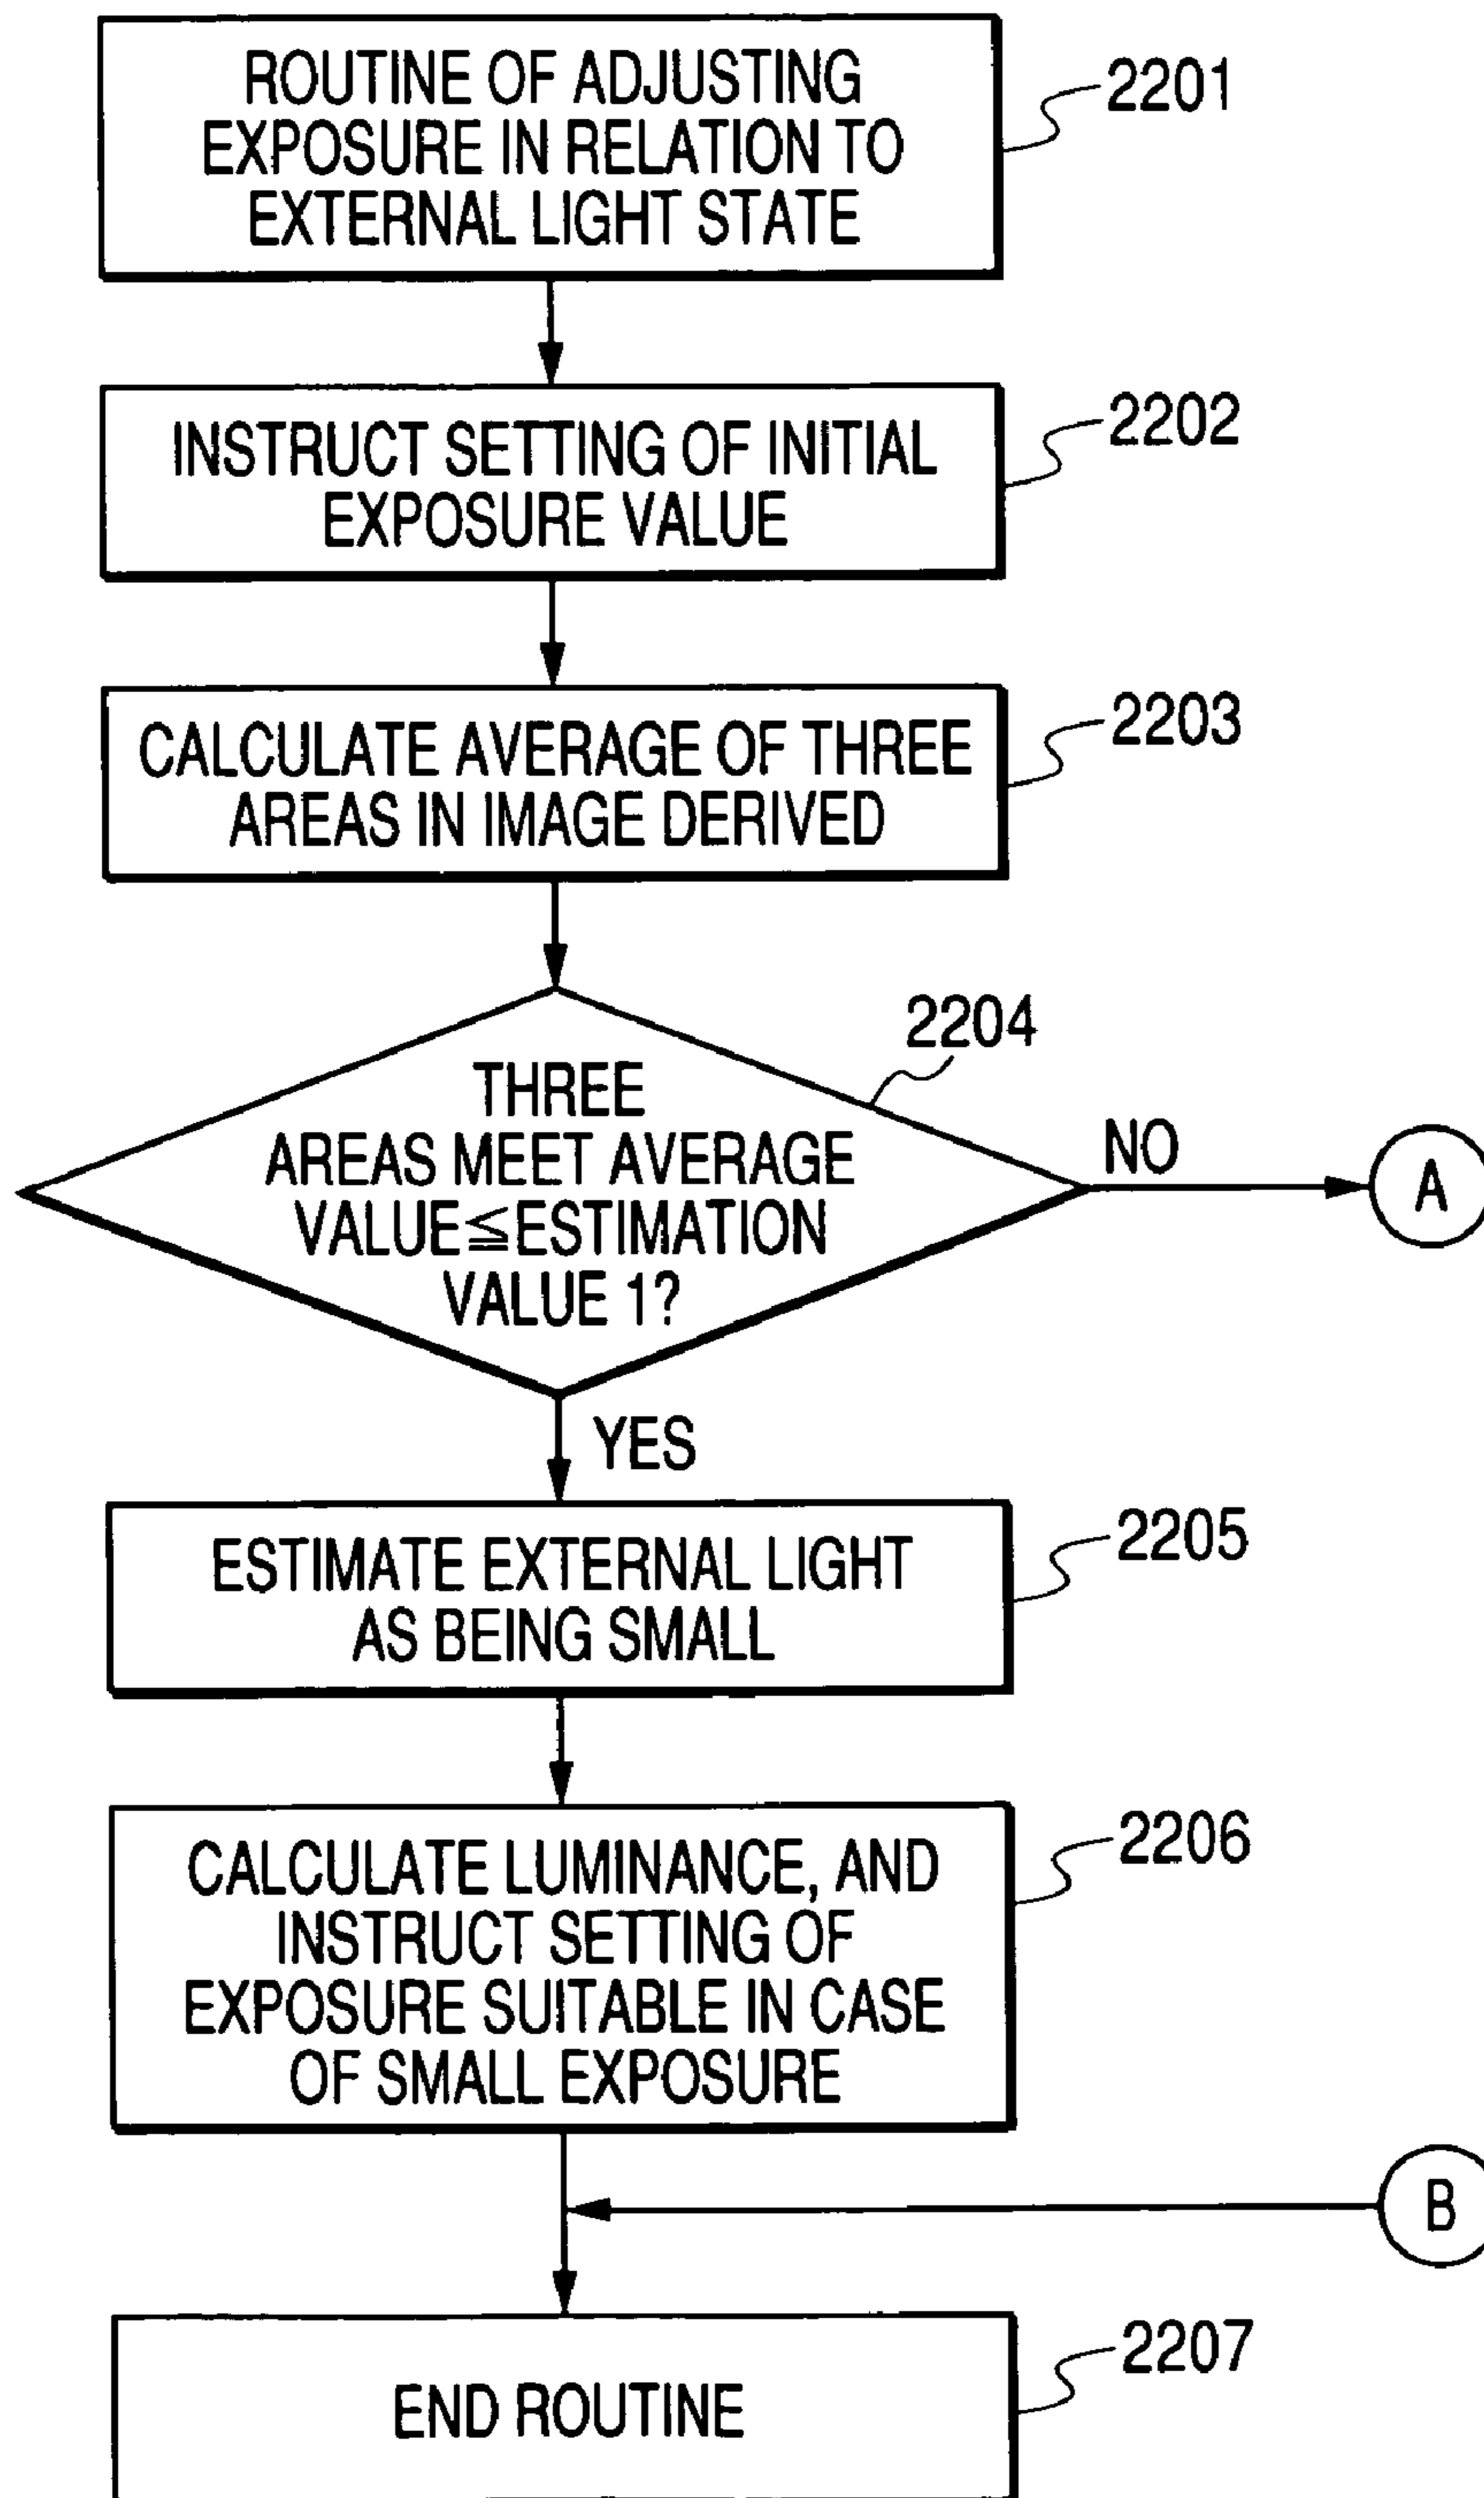 ROUTINE OF ADJUSTING
EXPOSURE IN RELATION TO
EXTERNAL LIGHT STATE
2201
INSTRUCT SETTING OF INITIAL
EXPOSURE VALUE
2202
CALCULATE AVERAGE OF THREE
AREAS IN IMAGE DERIVED
2203
2204
THREE
AREAS MEET AVERAGE
VALUE≦ESTIMATION
VALUE 1?
NO
A
YES
ESTIMATE EXTERNAL LIGHT
AS BEING SMALL
2205
CALCULATE LUMINANCE, AND
INSTRUCT SETTING OF
EXPOSURE SUITABLE IN CASE
OF SMALL EXPOSURE
2206
B
END ROUTINE
2207